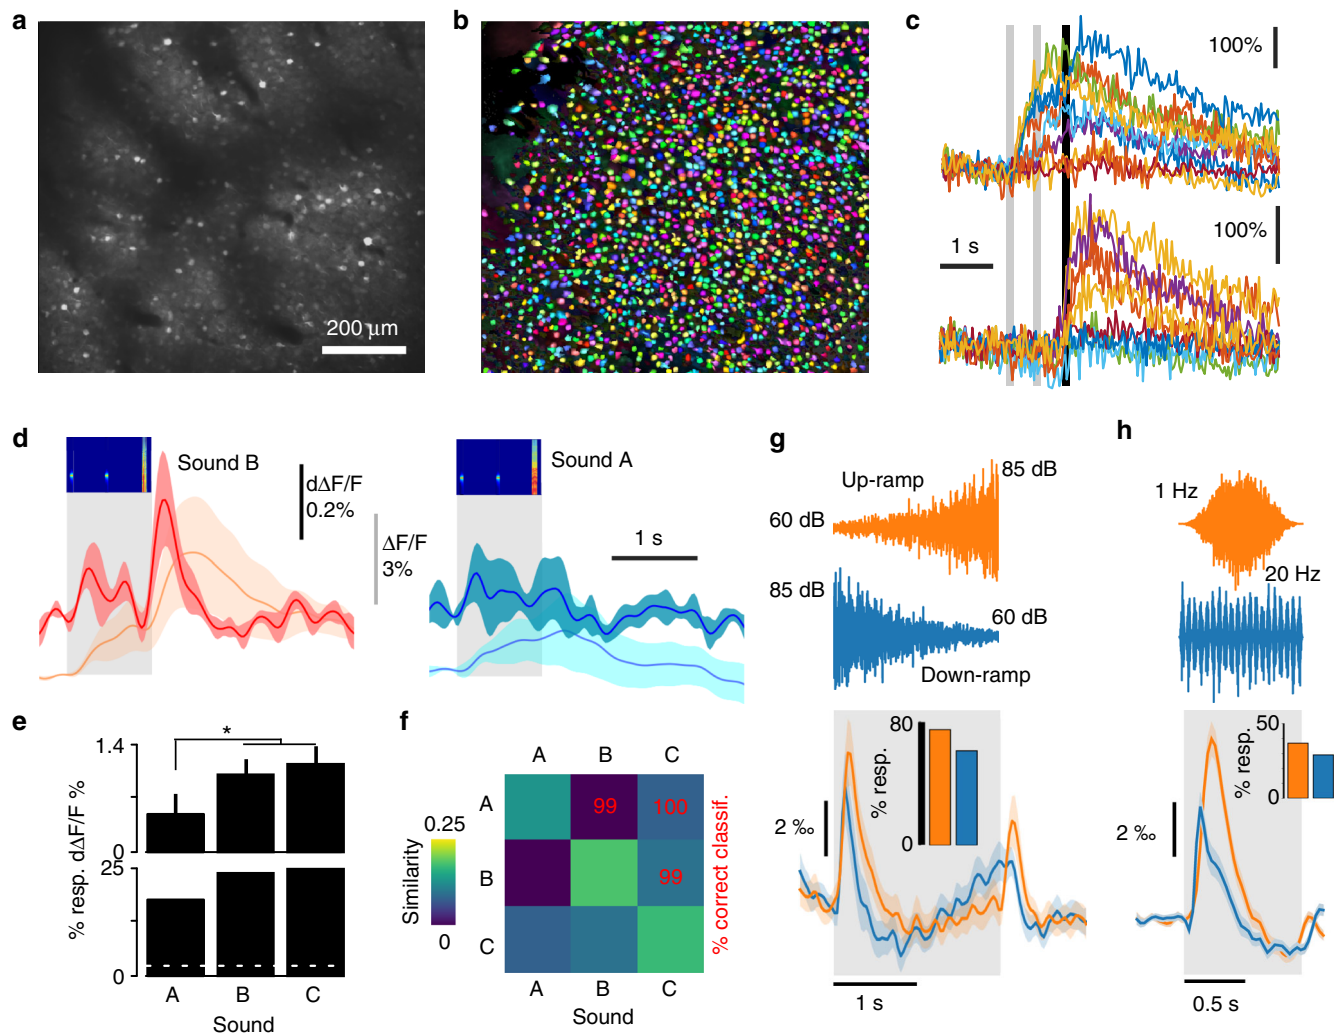 a
200 µm
b
c
100%
100%
1 s
d
Sound B
dΔF/F
0.2%
ΔF/F
3%
Sound A
1 s
e
1.4
0
25
0
% resp. dΔF/F %
*
A
B
C
Sound
f
A
B
C
A
B
C
A
B
C
99
100
99
0.25
Similarity
0
% correct classif.
g
Up-ramp
85 dB
60 dB
85 dB
60 dB
Down-ramp
80
% resp.
0
2 ‰
1 s
h
1 Hz
20 Hz
50
% resp.
0
2 ‰
0.5 s